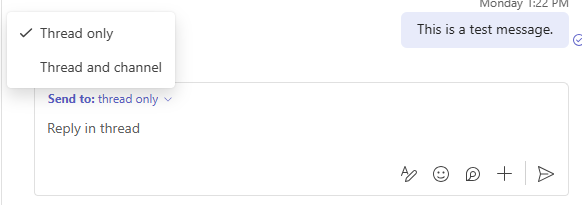 Monday 1:22 PM
This is a test message.
Thread only
Thread and channel
Send to: thread only
Reply in thread